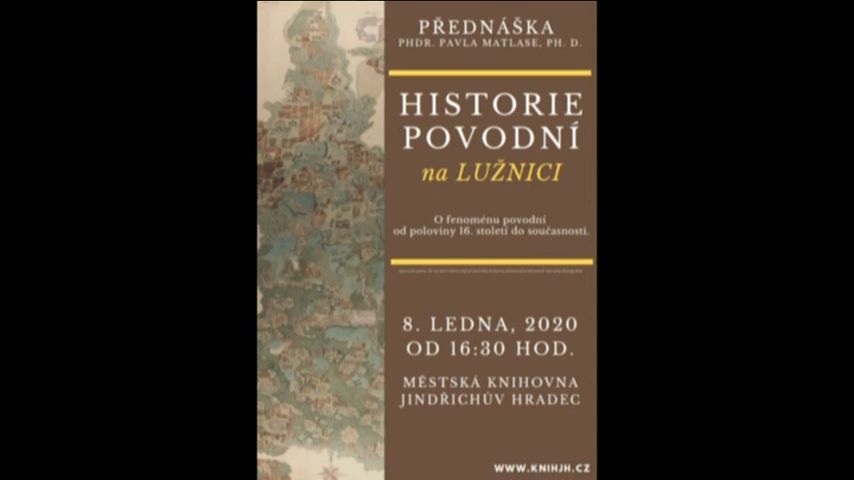 PŘEDNÁŠKA
PHDR. PAVLA MATLASE, PH. D.
HISTORIE
POVODNÍ
na LUŽNICI
O fenoménu povodní
od poloviny 16. století do současnosti.
8. LEDNA, 2020
OD 16:30 HOD.
MĚSTSKÁ KNIHOVNA
JINDŘICHŮV HRADEC
WWW.KNIHJH.CZ